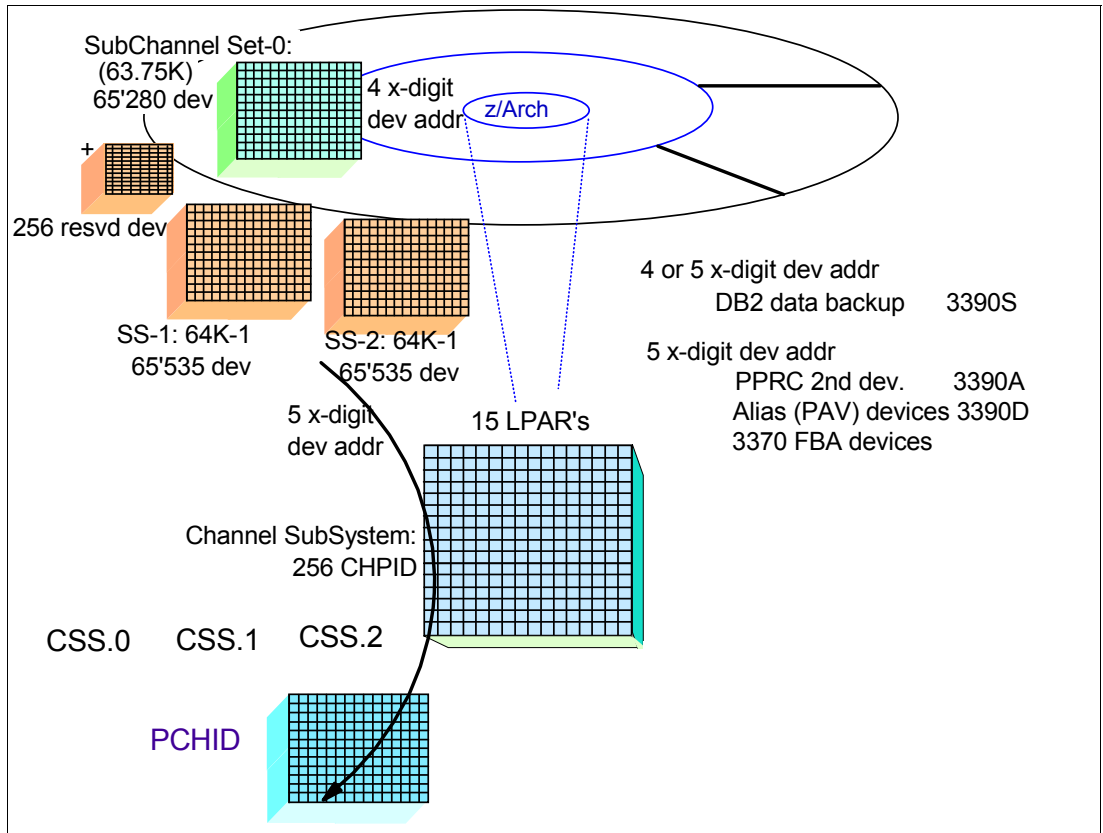 SubChannel Set-0:
(63.75K)
65'280 dev
4 x-digit
dev addr
z/Arch
+
256 resvd dev
SS-1: 64K-1
65'535 dev
SS-2: 64K-1
65'535 dev
4 or 5 x-digit dev addr
DB2 data backup 3390S
5 x-digit dev addr
PPRC 2nd dev. 3390A
Alias (PAV) devices 3390D
3370 FBA devices
5 x-digit
dev addr
15 LPAR's
Channel SubSystem:
256 CHPID
CSS.0 CSS.1 CSS.2
PCHID